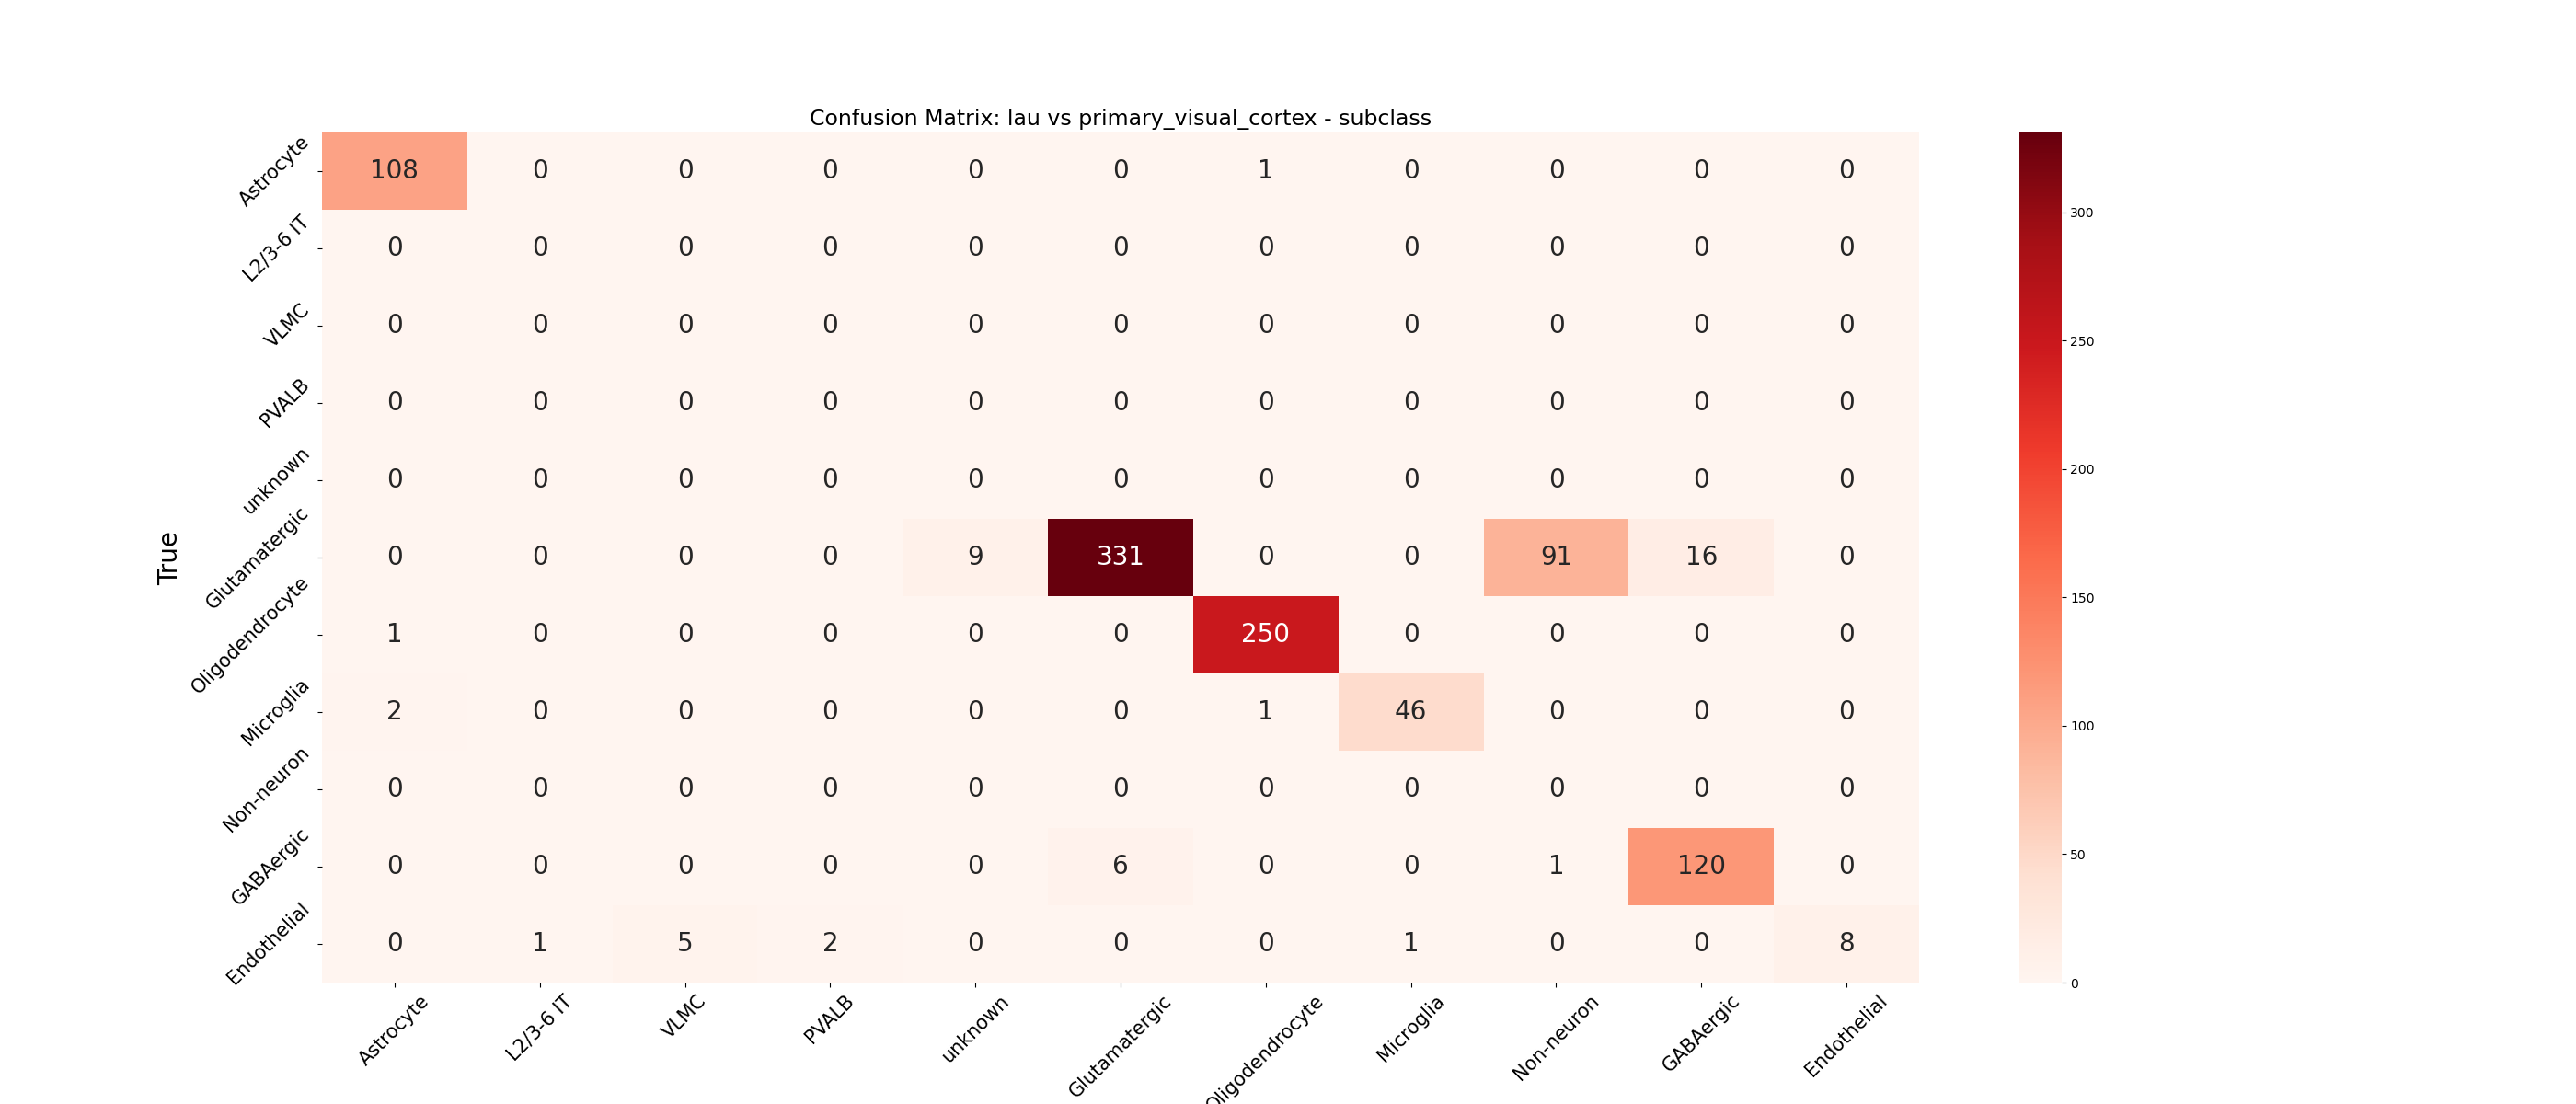 Confusion Matrix: lau vs primary_visual_cortex - subclass
True
Astrocyte 108 0 0 0 0 0 1 0 0 0 0
L2/3-6 IT 0 0 0 0 0 0 0 0 0 0 0
VLMC 0 0 0 0 0 0 0 0 0 0 0
PVALB 0 0 0 0 0 0 0 0 0 0 0
unknown 0 0 0 0 0 0 0 0 0 0 0
Glutamatergic 0 0 0 0 9 331 0 0 91 16 0
Oligodendrocyte 1 0 0 0 0 0 250 0 0 0 0
Microglia 2 0 0 0 0 0 1 46 0 0 0
Non-neuron 0 0 0 0 0 0 0 0 0 0 0
GABAergic 0 0 0 0 0 6 0 0 1 120 0
Endothelial 0 1 5 2 0 0 0 1 0 0 8
Astrocyte L2/3-6 IT VLMC PVALB unknown Glutamatergic Oligodendrocyte Microglia Non-neuron GABAergic Endothelial
300
250
200
150
100
50
0